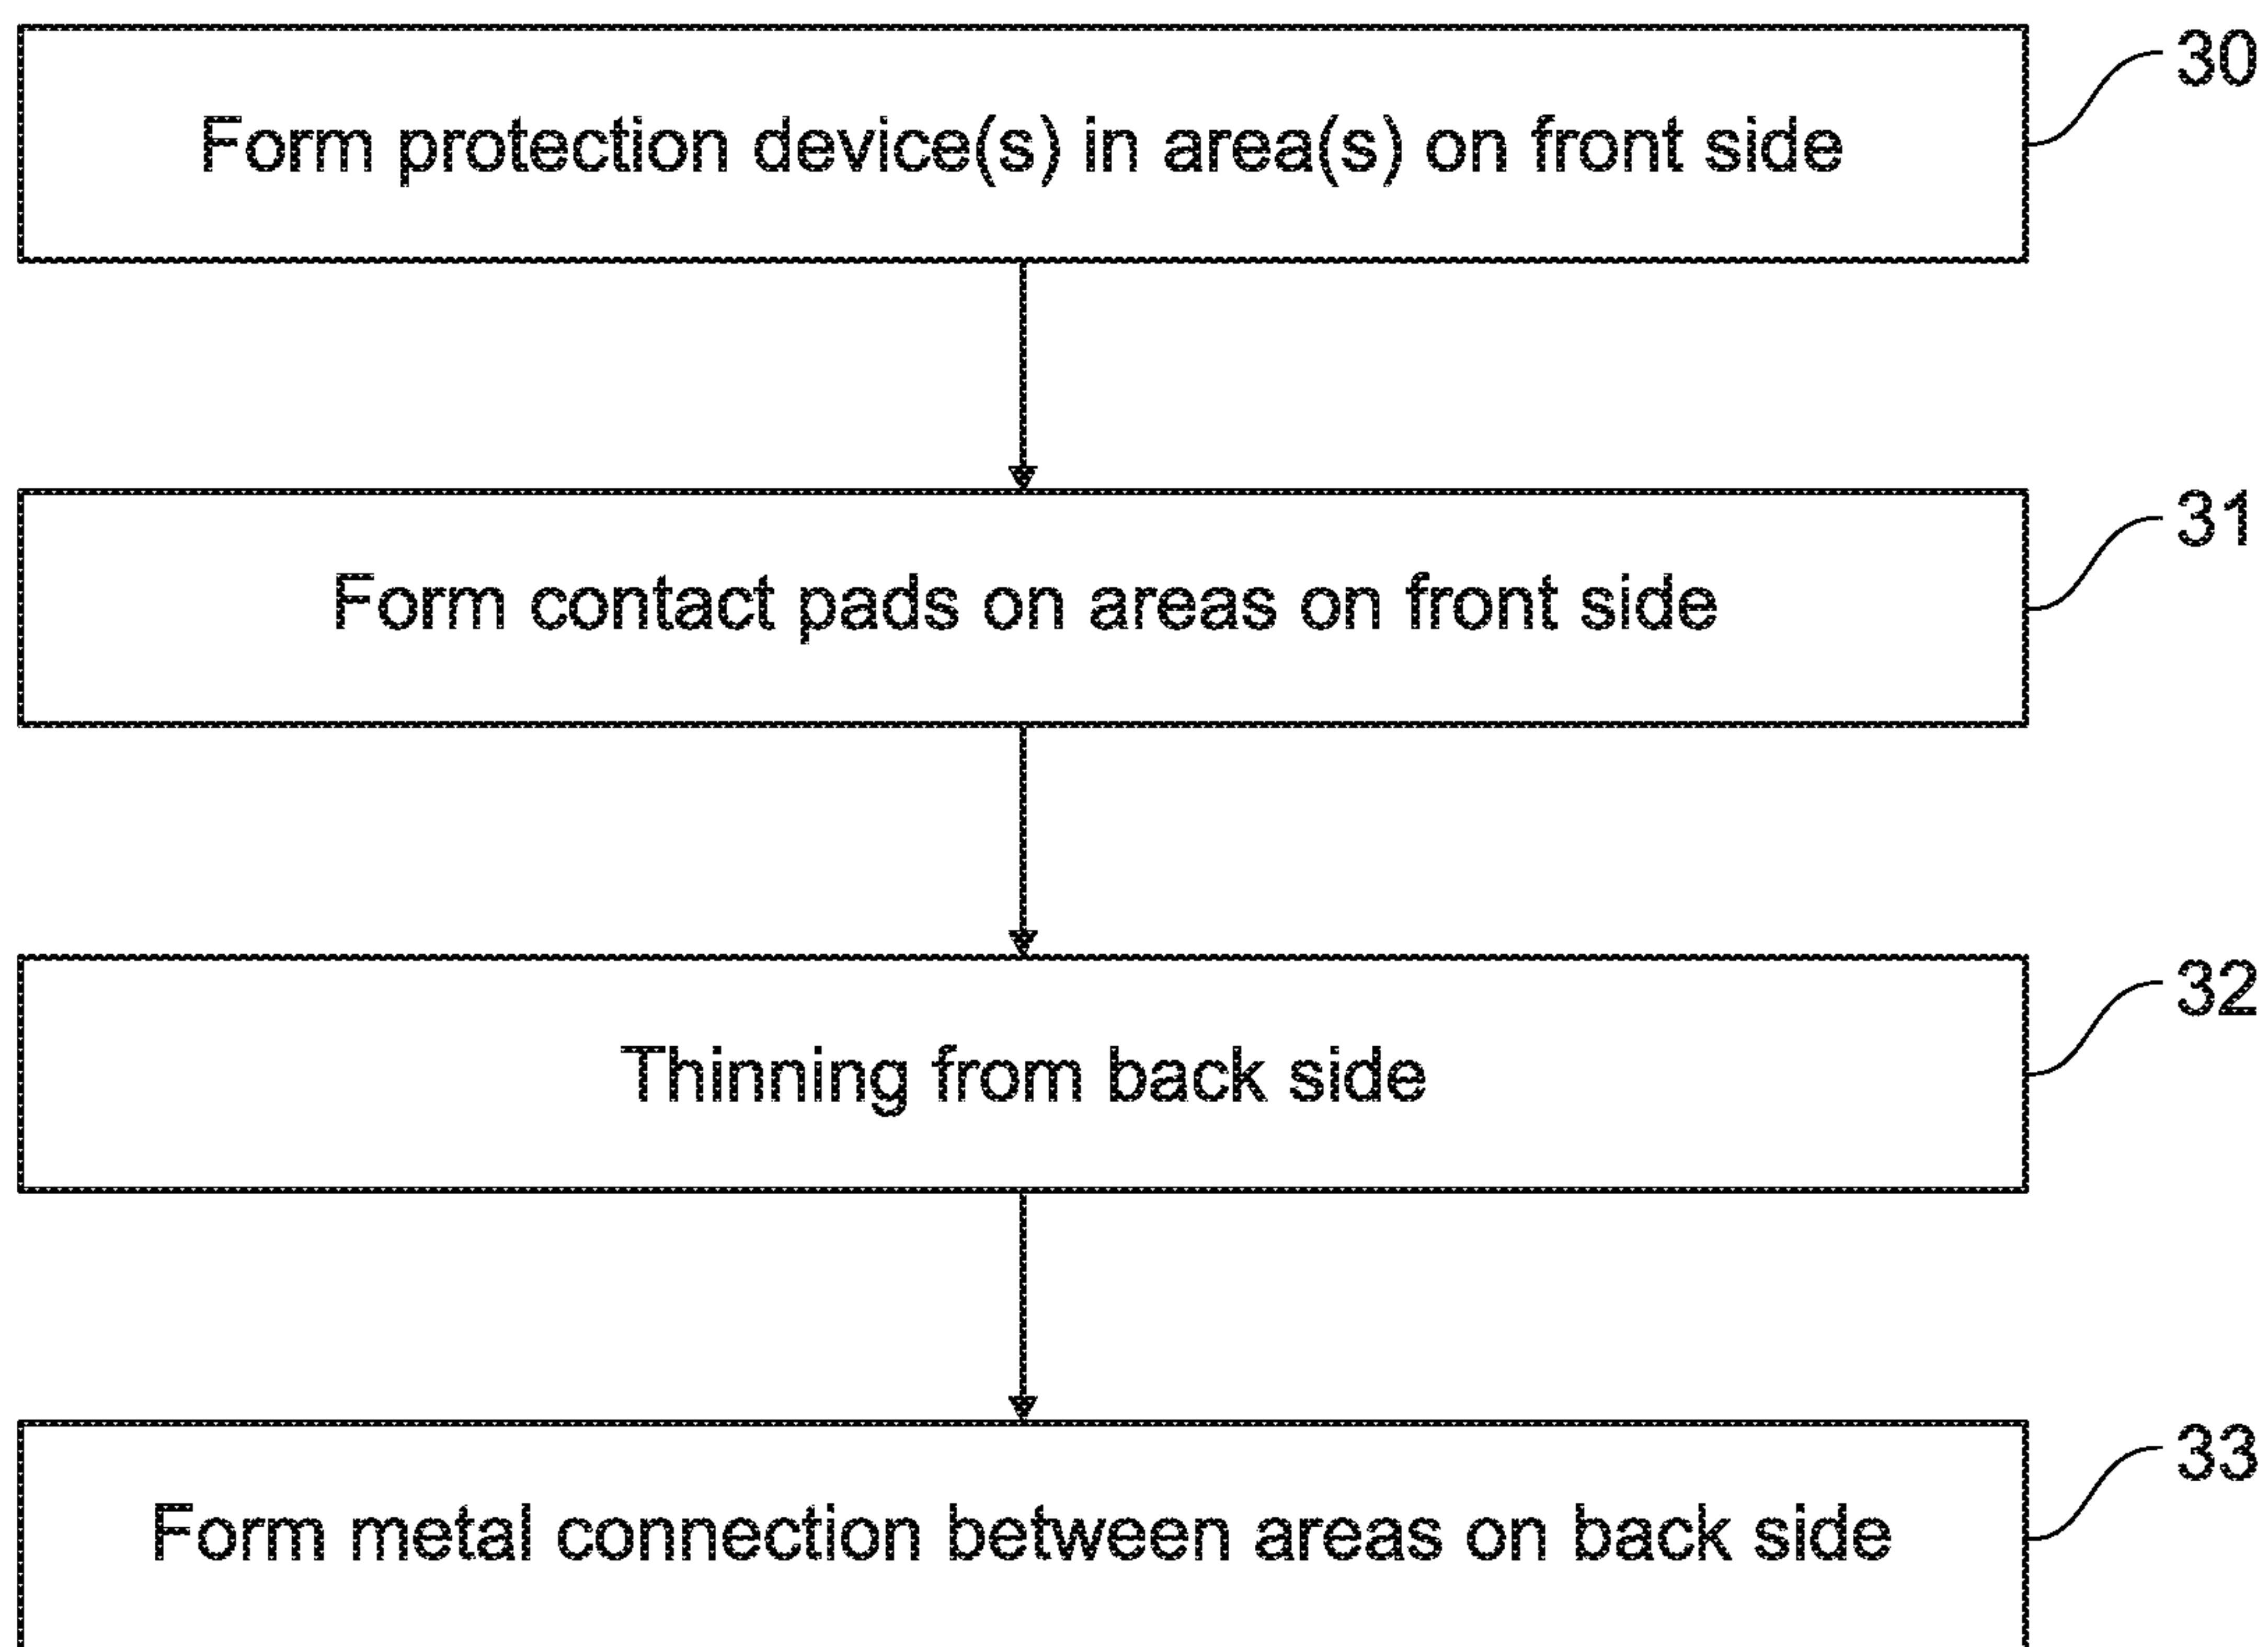 30
Form protection device(s) in area(s) on front side
31
Form contact pads on areas on front side
32
Thinning from back side
33
Form metal connection between areas on back side